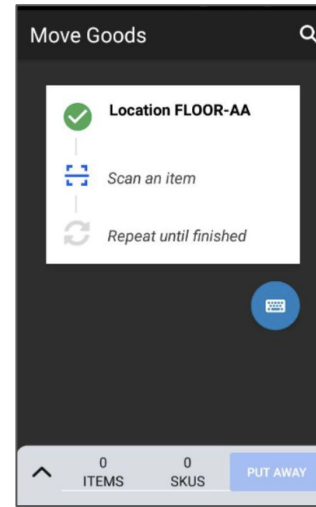 Move Goods
Location FLOOR-AA
Scan an item
Repeat until finished
0 0
ITEMS SKUS PUT AWAY